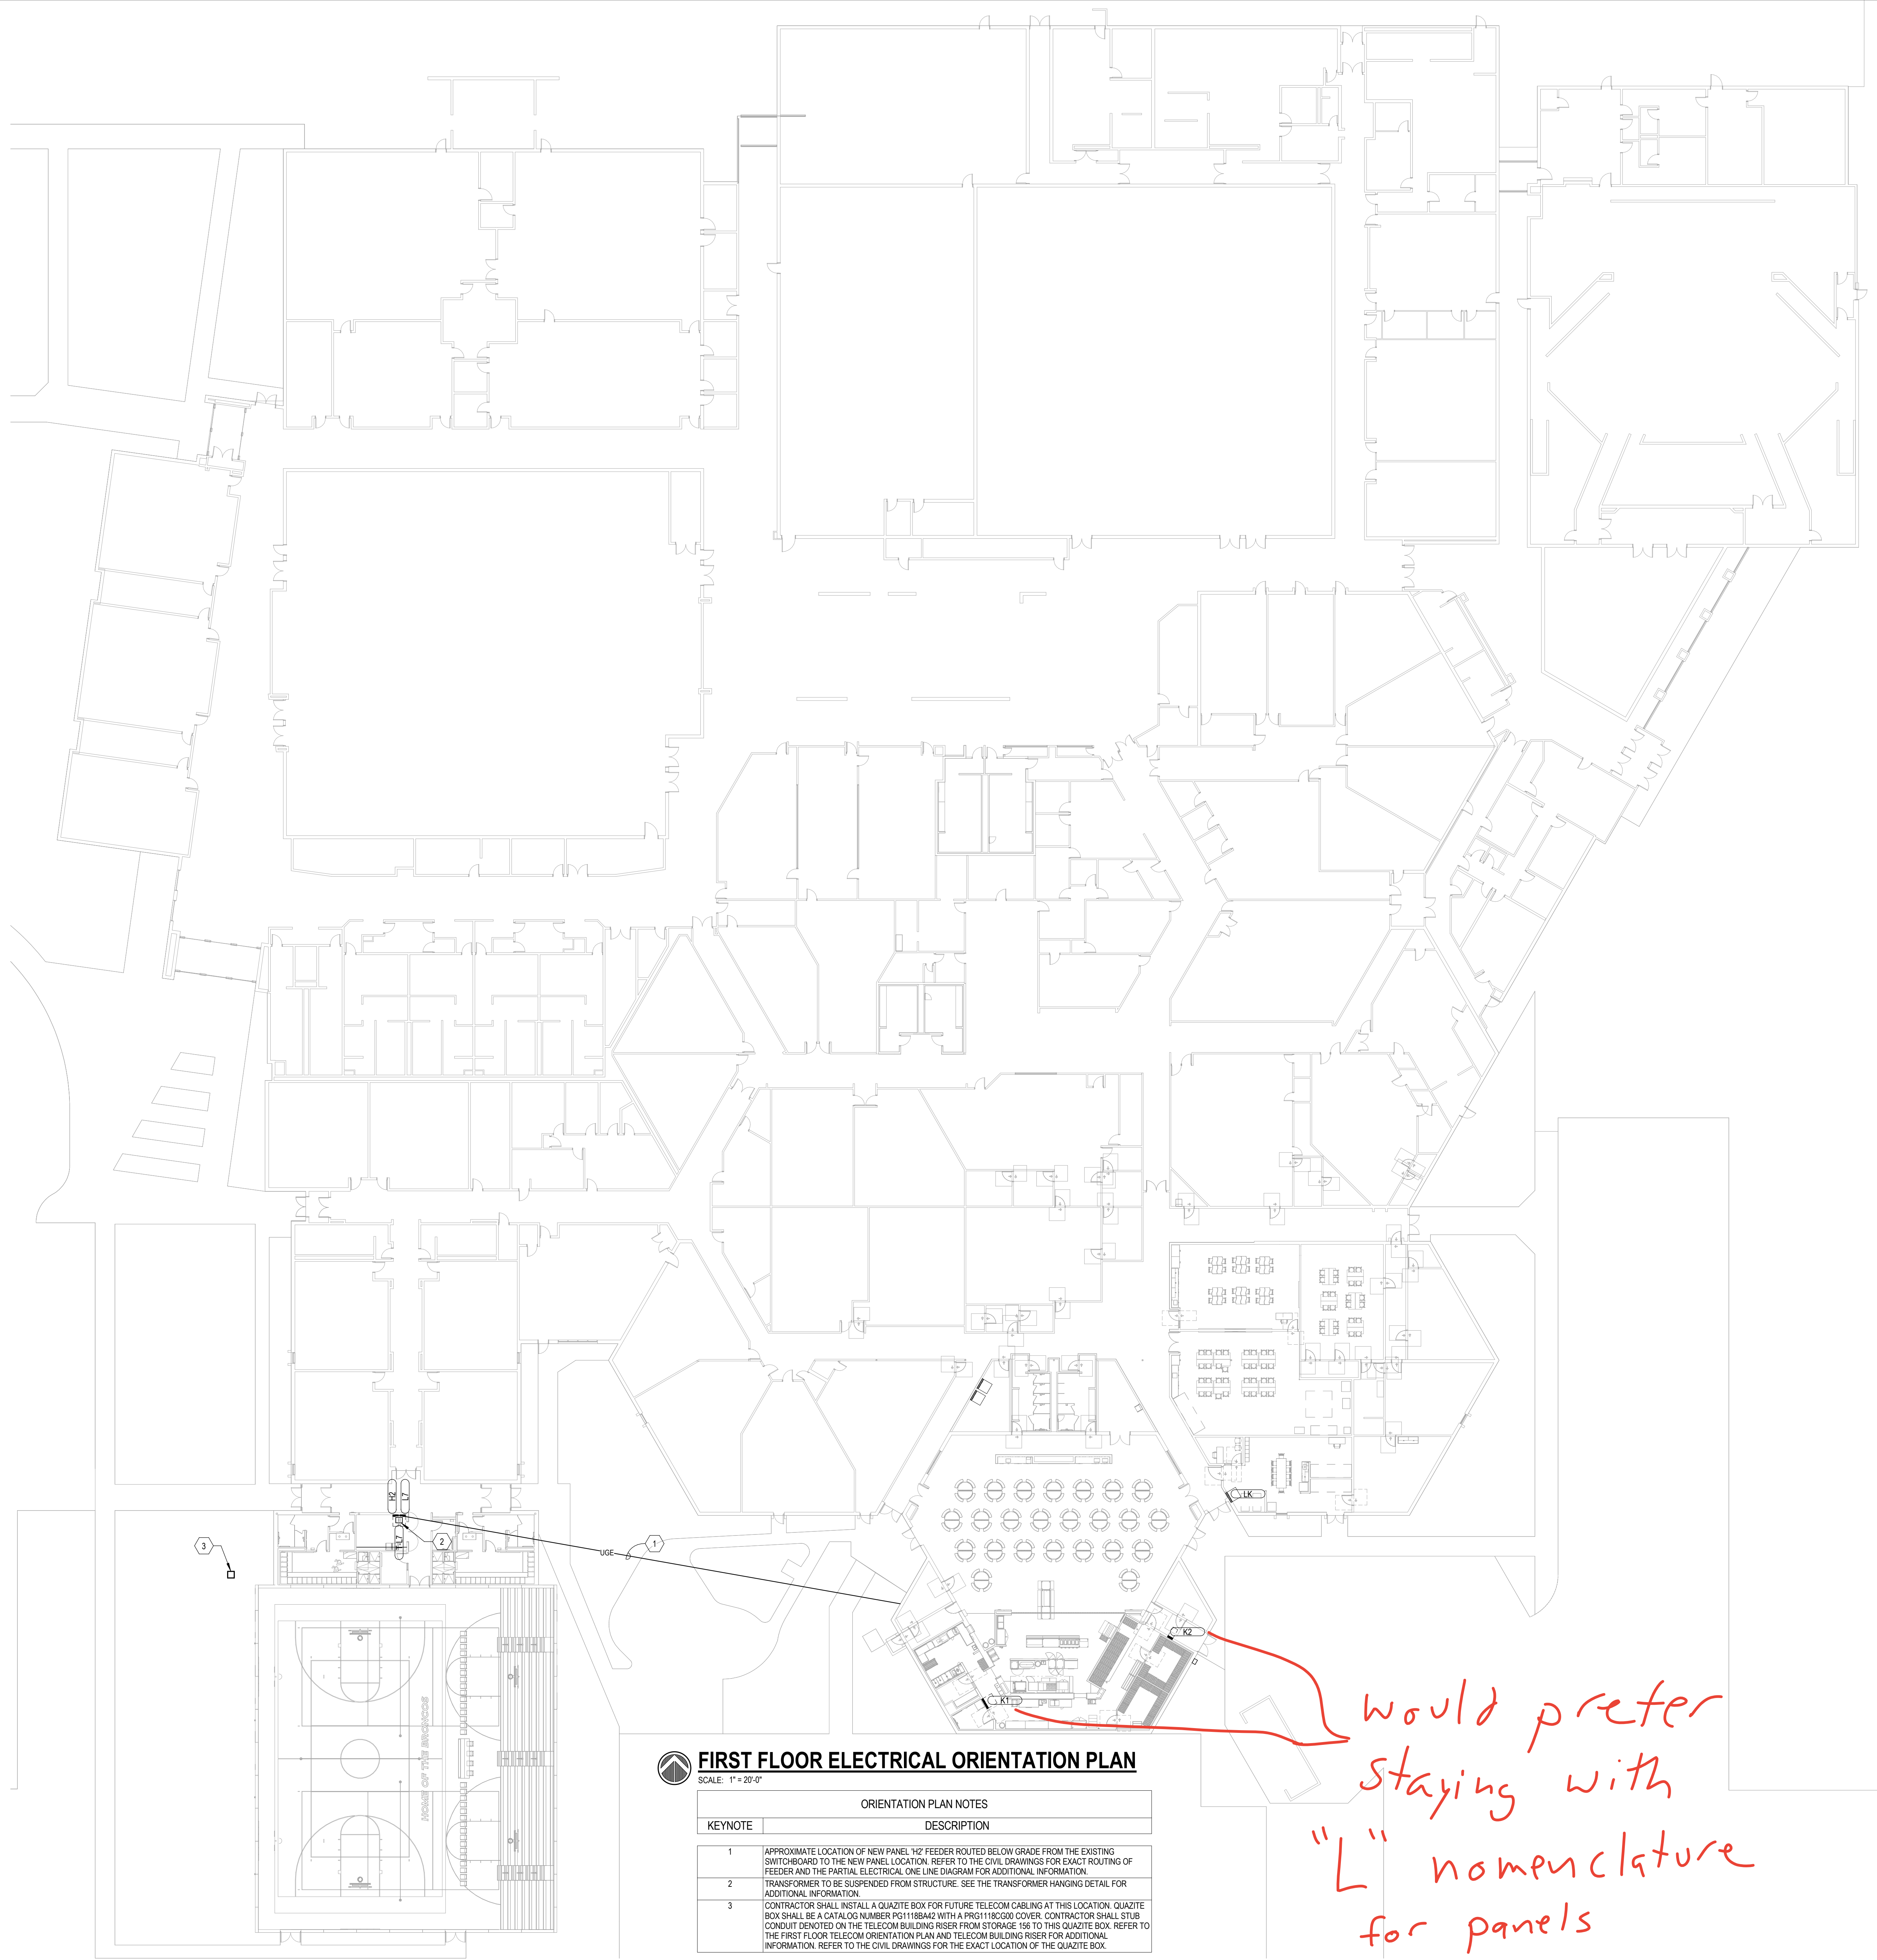 H2
L7
L7
2
3
UGE
1
LK
K2
K1
HOME OF THE BRONCOS
would prefer
staying with
"L" nomenclature
for panels
FIRST FLOOR ELECTRICAL ORIENTATION PLAN
SCALE: 1" = 20'-0"
ORIENTATION PLAN NOTES
KEYNOTE DESCRIPTION
1 APPROXIMATE LOCATION OF NEW PANEL 'H2' FEEDER ROUTED BELOW GRADE FROM THE EXISTING
SWITCHBOARD TO THE NEW PANEL LOCATION. REFER TO THE CIVIL DRAWINGS FOR EXACT ROUTING OF
FEEDER AND THE PARTIAL ELECTRICAL ONE LINE DIAGRAM FOR ADDITIONAL INFORMATION.
2 TRANSFORMER TO BE SUSPENDED FROM STRUCTURE. SEE THE TRANSFORMER HANGING DETAIL FOR
ADDITIONAL INFORMATION.
3 CONTRACTOR SHALL INSTALL A QUAZITE BOX FOR FUTURE TELECOM CABLING AT THIS LOCATION. QUAZITE
BOX SHALL BE A CATALOG NUMBER PG1118BA42 WITH A PRG1118CG00 COVER. CONTRACTOR SHALL STUB
CONDUIT DENOTED ON THE TELECOM BUILDING RISER FROM STORAGE 156 TO THIS QUAZITE BOX. REFER TO
THE FIRST FLOOR TELECOM ORIENTATION PLAN AND TELECOM BUILDING RISER FOR ADDITIONAL
INFORMATION. REFER TO THE CIVIL DRAWINGS FOR THE EXACT LOCATION OF THE QUAZITE BOX.